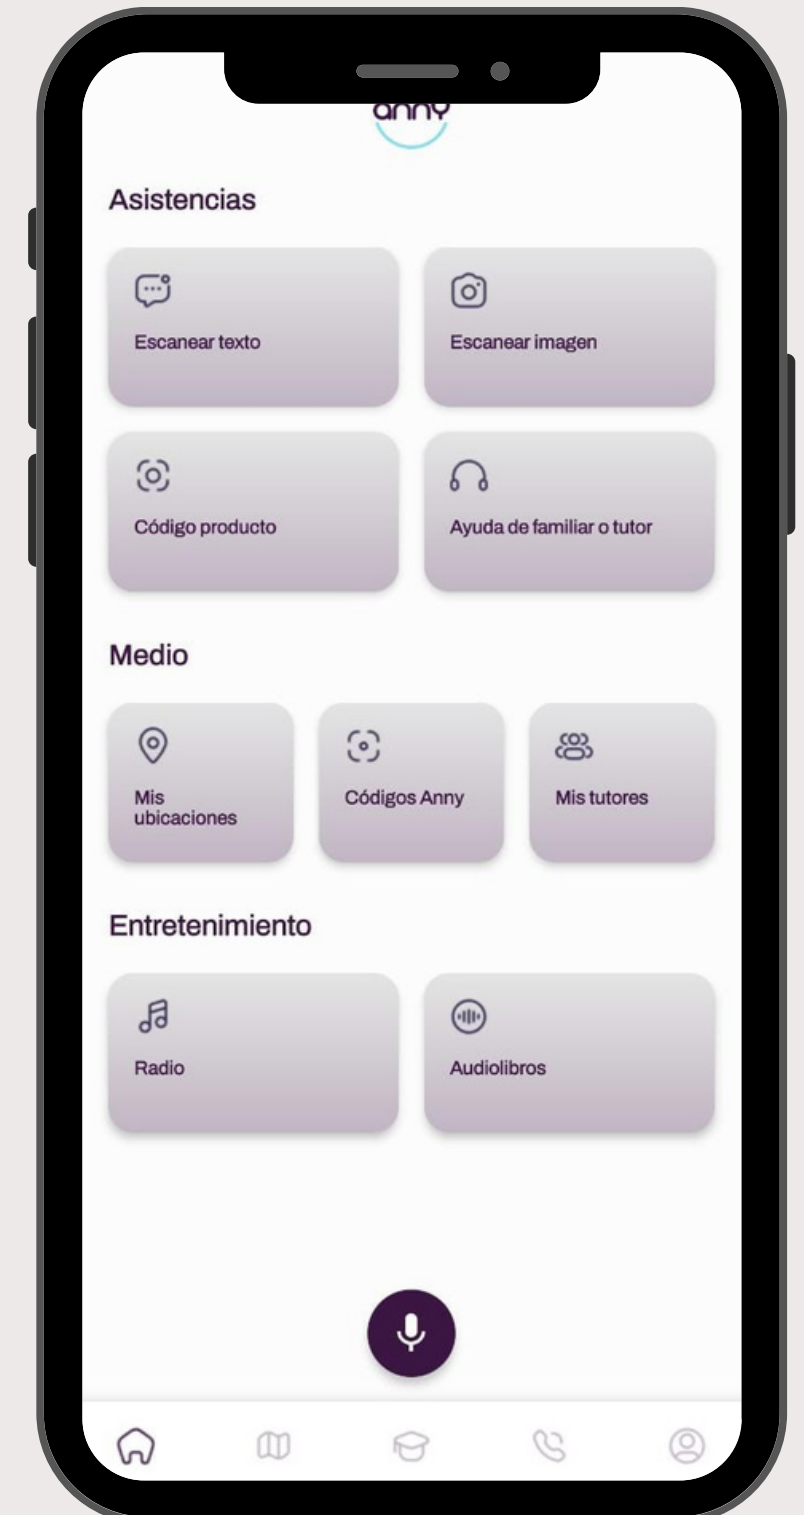 anny
Asistencias
Escanear texto
Escanear imagen
Código producto
Ayuda de familiar o tutor
Medio
Mis
ubicaciones
Códigos Anny
Mis tutores
Entretenimiento
Radio
Audiolibros